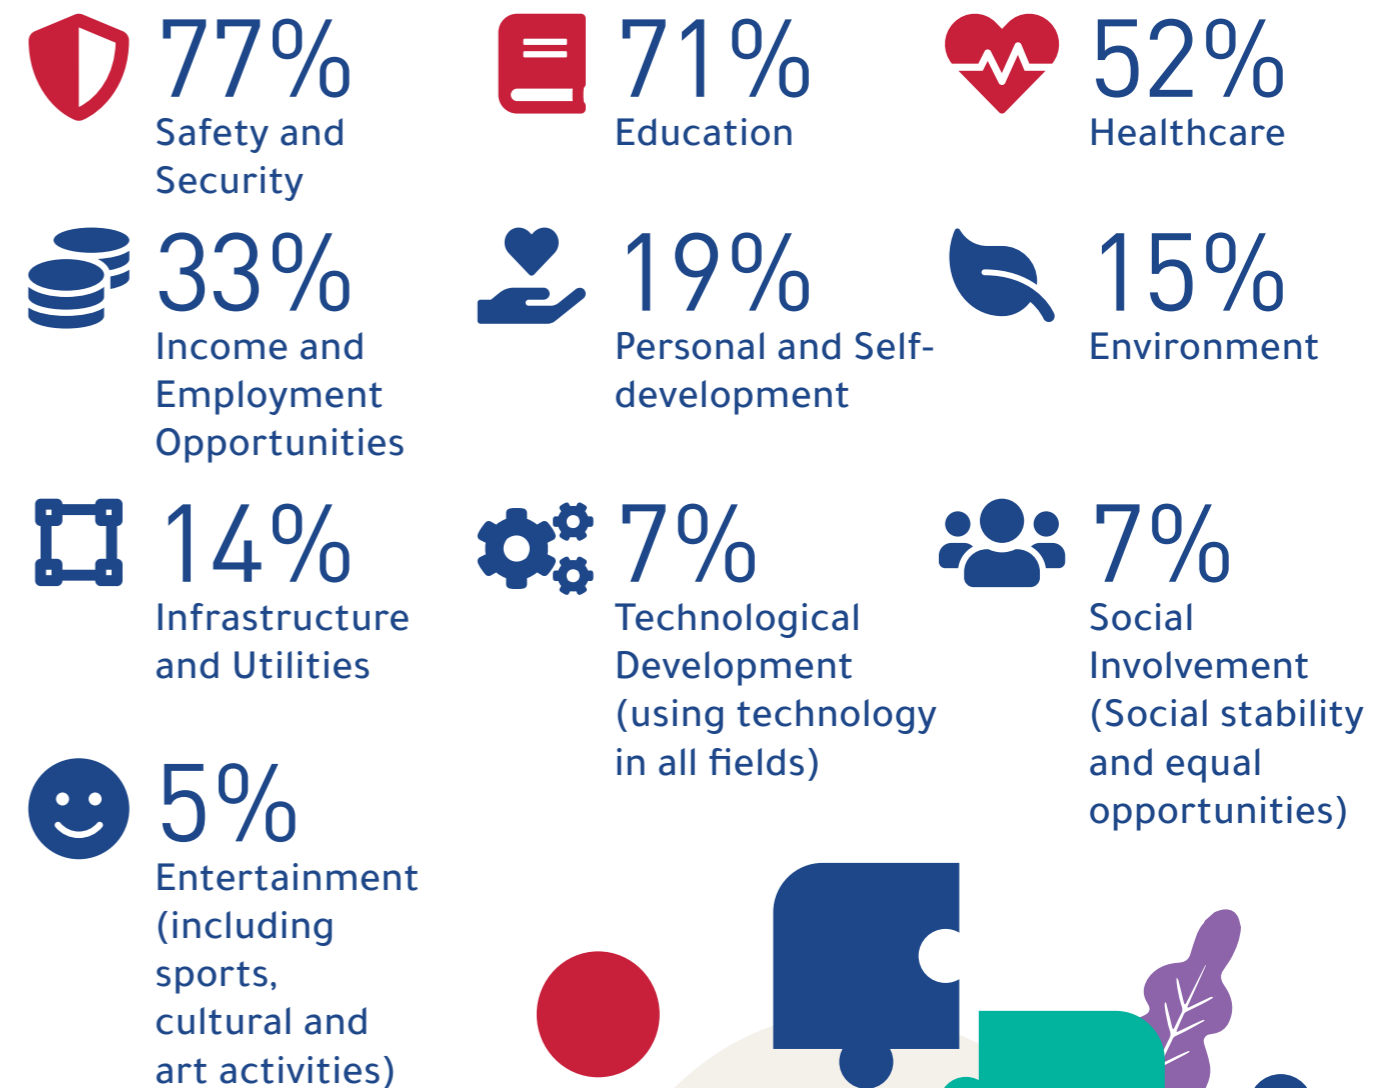 77%
Safety and
Security
71%
Education
52%
Healthcare
33%
Income and
Employment
Opportunities
19%
Personal and Self-
development
15%
Environment
14%
Infrastructure
and Utilities
7%
Technological
Development
(using technology
in all fields)
7%
Social
Involvement
(Social stability
and equal
opportunities)
5%
Entertainment
(including
sports,
cultural and
art activities)